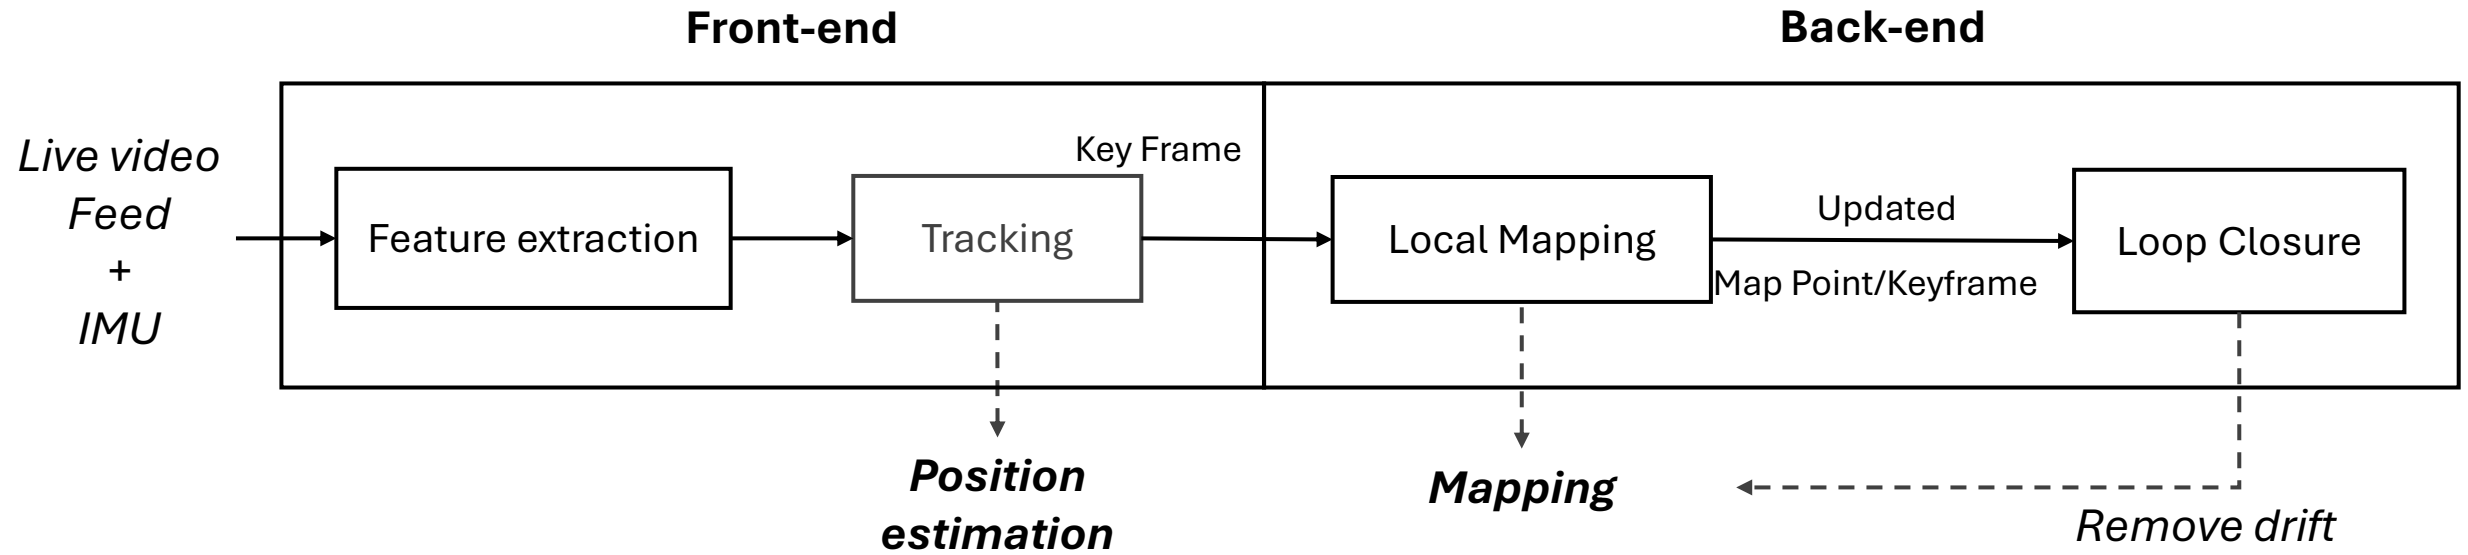 Front-end
Back-end
Live video
Feed
+
IMU
Feature extraction
Tracking
Key Frame
Local Mapping
Updated
Map Point/Keyframe
Loop Closure
Position
estimation
Mapping
Remove drift